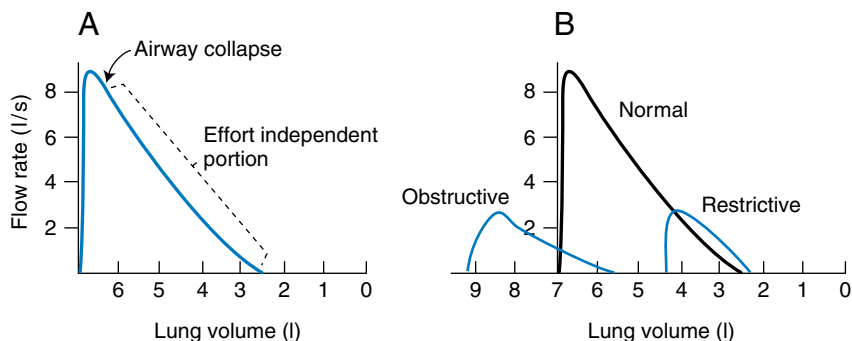 A
Airway collapse
Flow rate (l/s)
8
6
4
2
Effort independent
portion
6 5 4 3 2 1 0
Lung volume (l)
B
Normal
Obstructive
Restrictive
8
6
4
2
9 8 7 6 5 4 3 2 1 0
Lung volume (l)